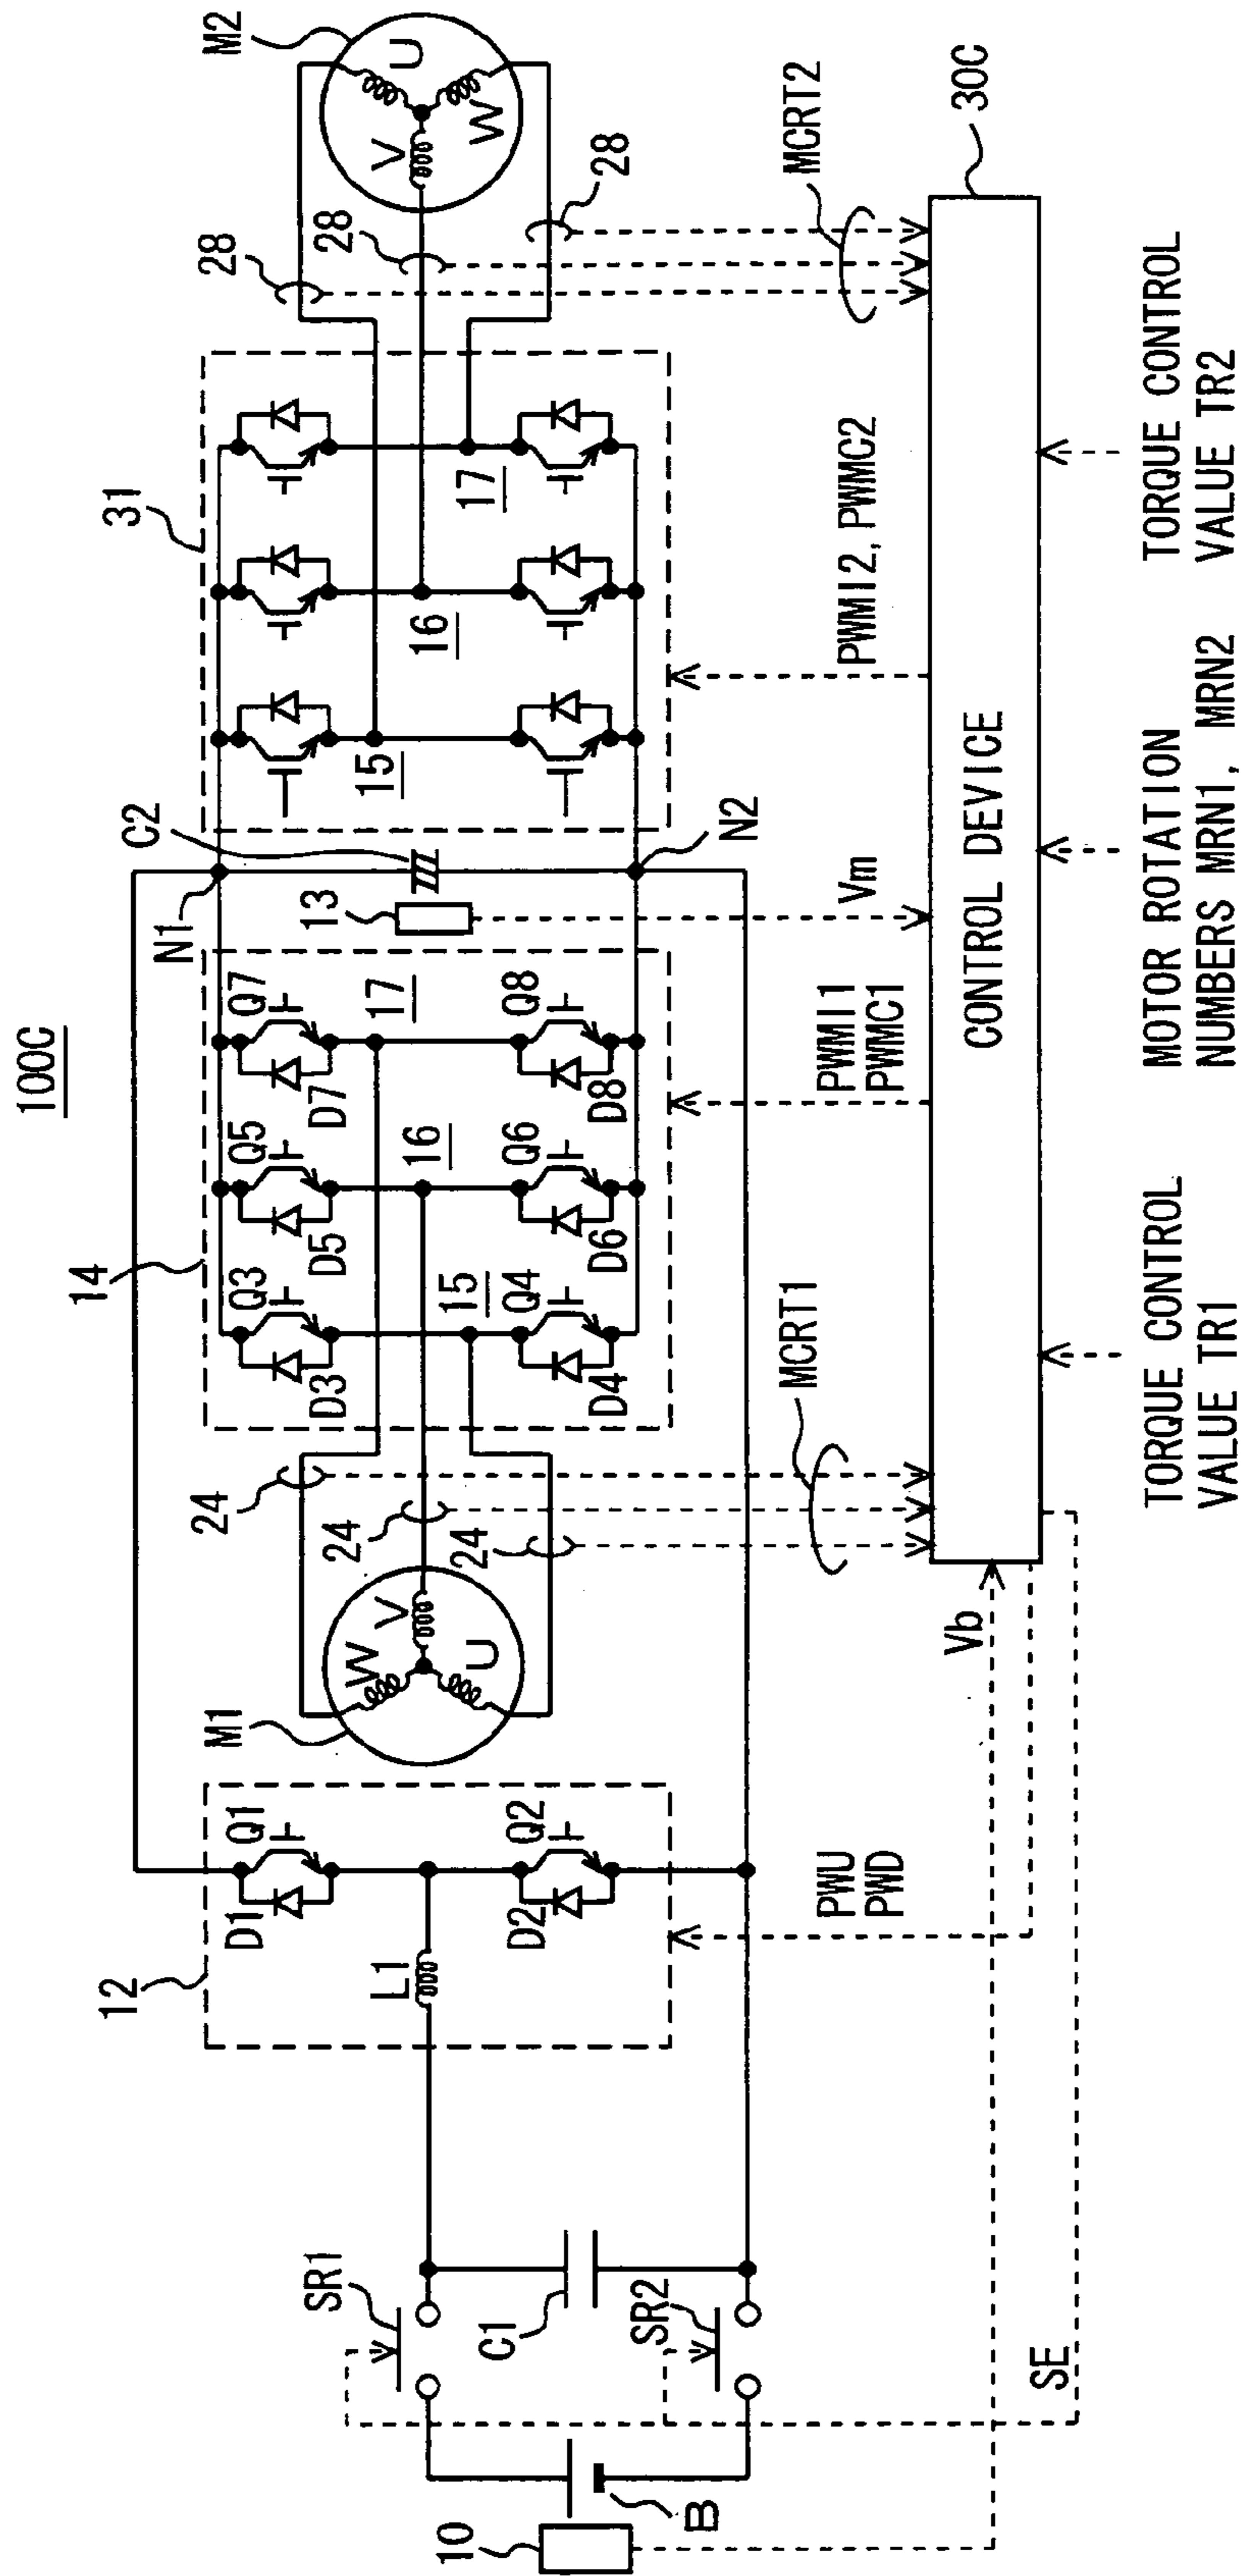 100C
10
B
SR1
SR2
C1
SE
12
L1
D1
Q1
D2
Q2
PWU
PWD
Vb
M1
W
V
U
24
24
24
MCRT1
14
D3
Q3
15
D4
Q4
D5
Q5
16
D6
Q6
D7
Q7
17
D8
Q8
PWMI1
PWMC1
N1
13
C2
Vm
N2
31
15
16
17
PWMI2, PWMC2
28
28
28
MCRT2
M2
U
V
W
30C
CONTROL DEVICE
TORQUE CONTROL
VALUE TR1
MOTOR ROTATION
NUMBERS MRN1, MRN2
TORQUE CONTROL
VALUE TR2